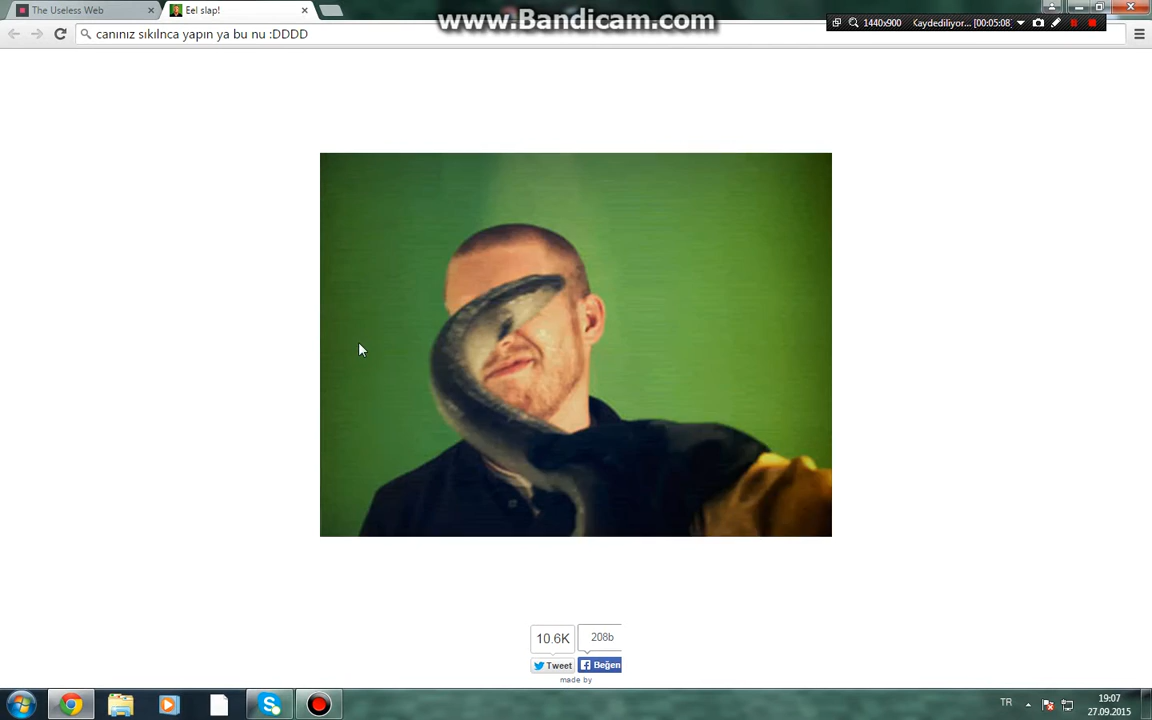 www.Bandicam.com
The Useless Web
Eel slap!
1440x900
Kaydediliyor... [00:05:08]
canınız sıkılnca yapın ya bu nu :DDDD
10.6K
208b
Tweet
Beğen
made by
TR
19:07
27.09.2015